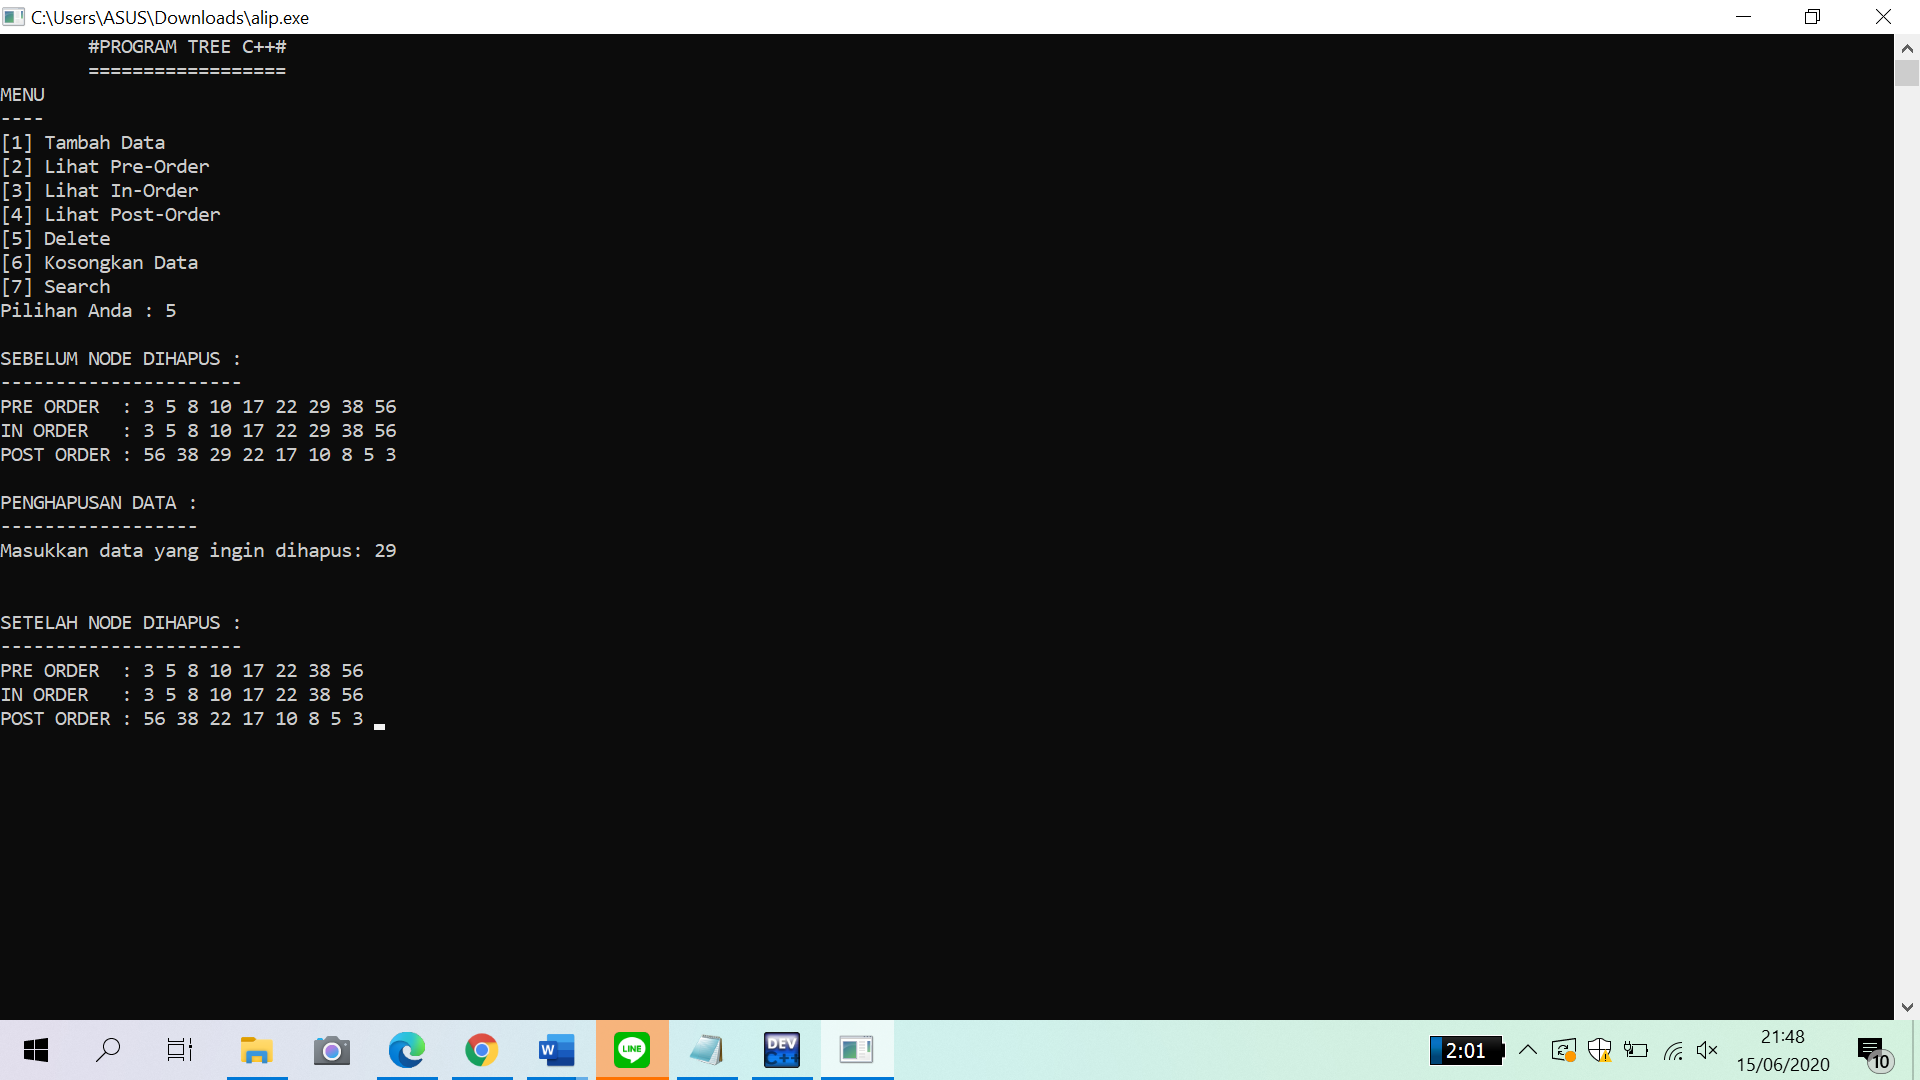 C:\Users\ASUS\Downloads\alip.exe
#PROGRAM TREE C++#
==================
MENU
----
[1] Tambah Data
[2] Lihat Pre-Order
[3] Lihat In-Order
[4] Lihat Post-Order
[5] Delete
[6] Kosongkan Data
[7] Search
Pilihan Anda : 5
SEBELUM NODE DIHAPUS :
----------------------
PRE ORDER  : 3 5 8 10 17 22 29 38 56
IN ORDER   : 3 5 8 10 17 22 29 38 56
POST ORDER : 56 38 29 22 17 10 8 5 3
PENGHAPUSAN DATA :
------------------
Masukkan data yang ingin dihapus: 29
SETELAH NODE DIHAPUS :
----------------------
PRE ORDER  : 3 5 8 10 17 22 38 56
IN ORDER   : 3 5 8 10 17 22 38 56
POST ORDER : 56 38 22 17 10 8 5 3
W
LINE
DEV
C++
2:01
21:48
15/06/2020
10